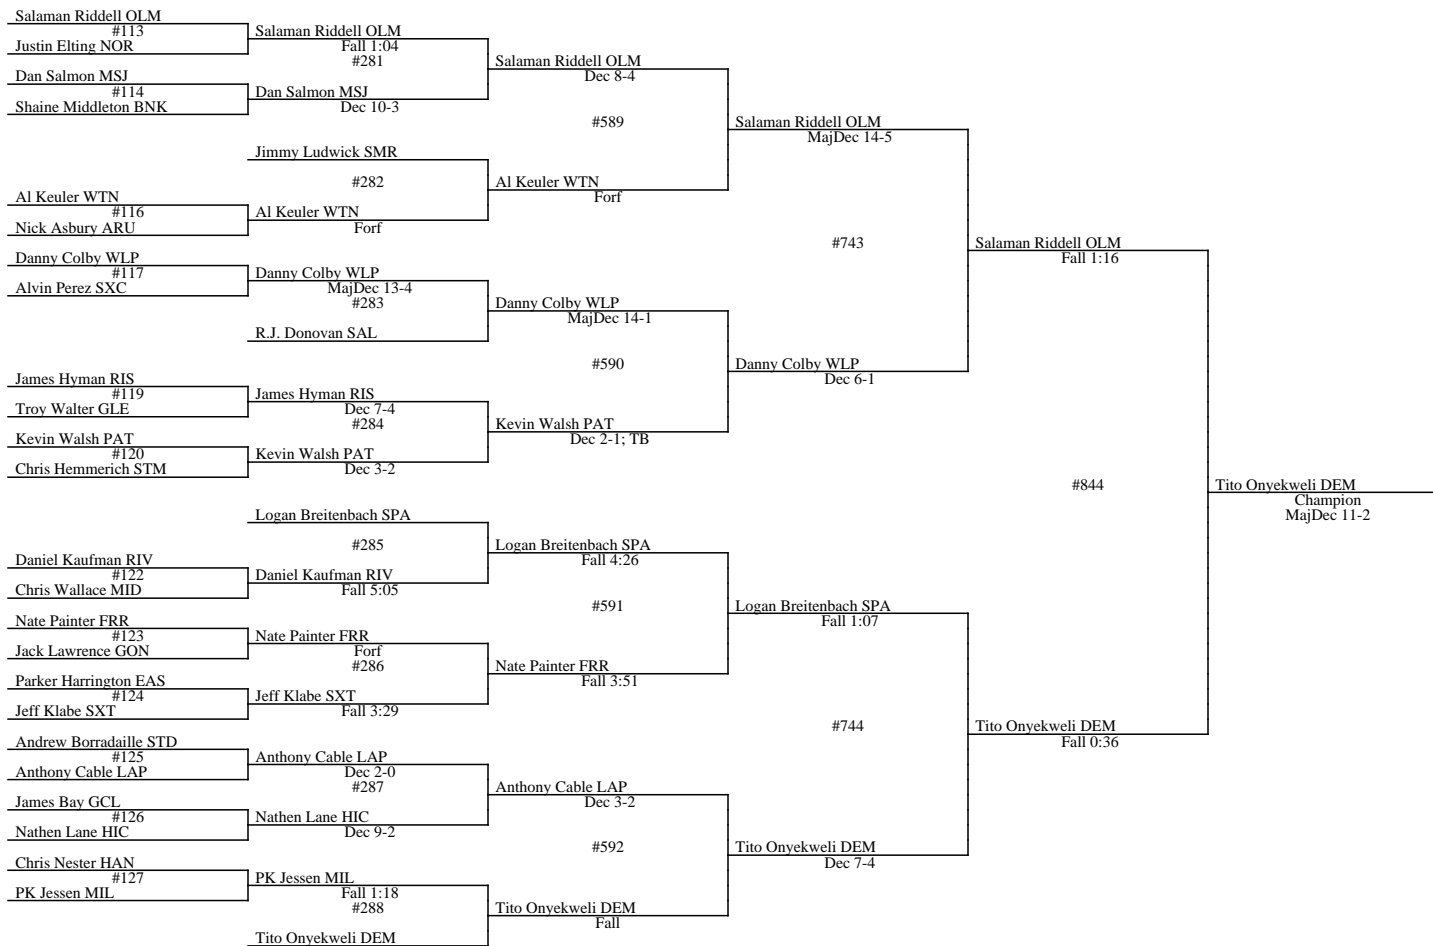 Salaman Riddell OLM
#113
Justin Elting NOR
Salaman Riddell OLM
Fall 1:04
#281
Dan Salmon MSJ
#114
Shaine Middleton BNK
Dan Salmon MSJ
Dec 10-3
Salaman Riddell OLM
Dec 8-4
#589
Jimmy Ludwick SMR
#282
Al Keuler WTN
#116
Nick Asbury ARU
Al Keuler WTN
Forf
Al Keuler WTN
Forf
Salaman Riddell OLM
MajDec 14-5
#743
Danny Colby WLP
#117
Alvin Perez SXC
Danny Colby WLP
MajDec 13-4
#283
R.J. Donovan SAL
Danny Colby WLP
MajDec 14-1
#590
James Hyman RIS
#119
Troy Walter GLE
James Hyman RIS
Dec 7-4
#284
Kevin Walsh PAT
#120
Chris Hemmerich STM
Kevin Walsh PAT
Dec 3-2
Kevin Walsh PAT
Dec 2-1; TB
Danny Colby WLP
Dec 6-1
Salaman Riddell OLM
Fall 1:16
#844
Logan Breitenbach SPA
#285
Daniel Kaufman RIV
#122
Chris Wallace MID
Daniel Kaufman RIV
Fall 5:05
Logan Breitenbach SPA
Fall 4:26
#591
Nate Painter FRR
#123
Jack Lawrence GON
Nate Painter FRR
Forf
#286
Parker Harrington EAS
#124
Jeff Klabe SXT
Jeff Klabe SXT
Fall 3:29
Nate Painter FRR
Fall 3:51
Logan Breitenbach SPA
Fall 1:07
#744
Andrew Borradaille STD
#125
Anthony Cable LAP
Anthony Cable LAP
Dec 2-0
#287
James Bay GCL
#126
Nathen Lane HIC
Nathen Lane HIC
Dec 9-2
Anthony Cable LAP
Dec 3-2
#592
Chris Nester HAN
#127
PK Jessen MIL
PK Jessen MIL
Fall 1:18
#288
Tito Onyekweli DEM
Tito Onyekweli DEM
Fall
Tito Onyekweli DEM
Dec 7-4
Tito Onyekweli DEM
Fall 0:36
Tito Onyekweli DEM
Champion
MajDec 11-2